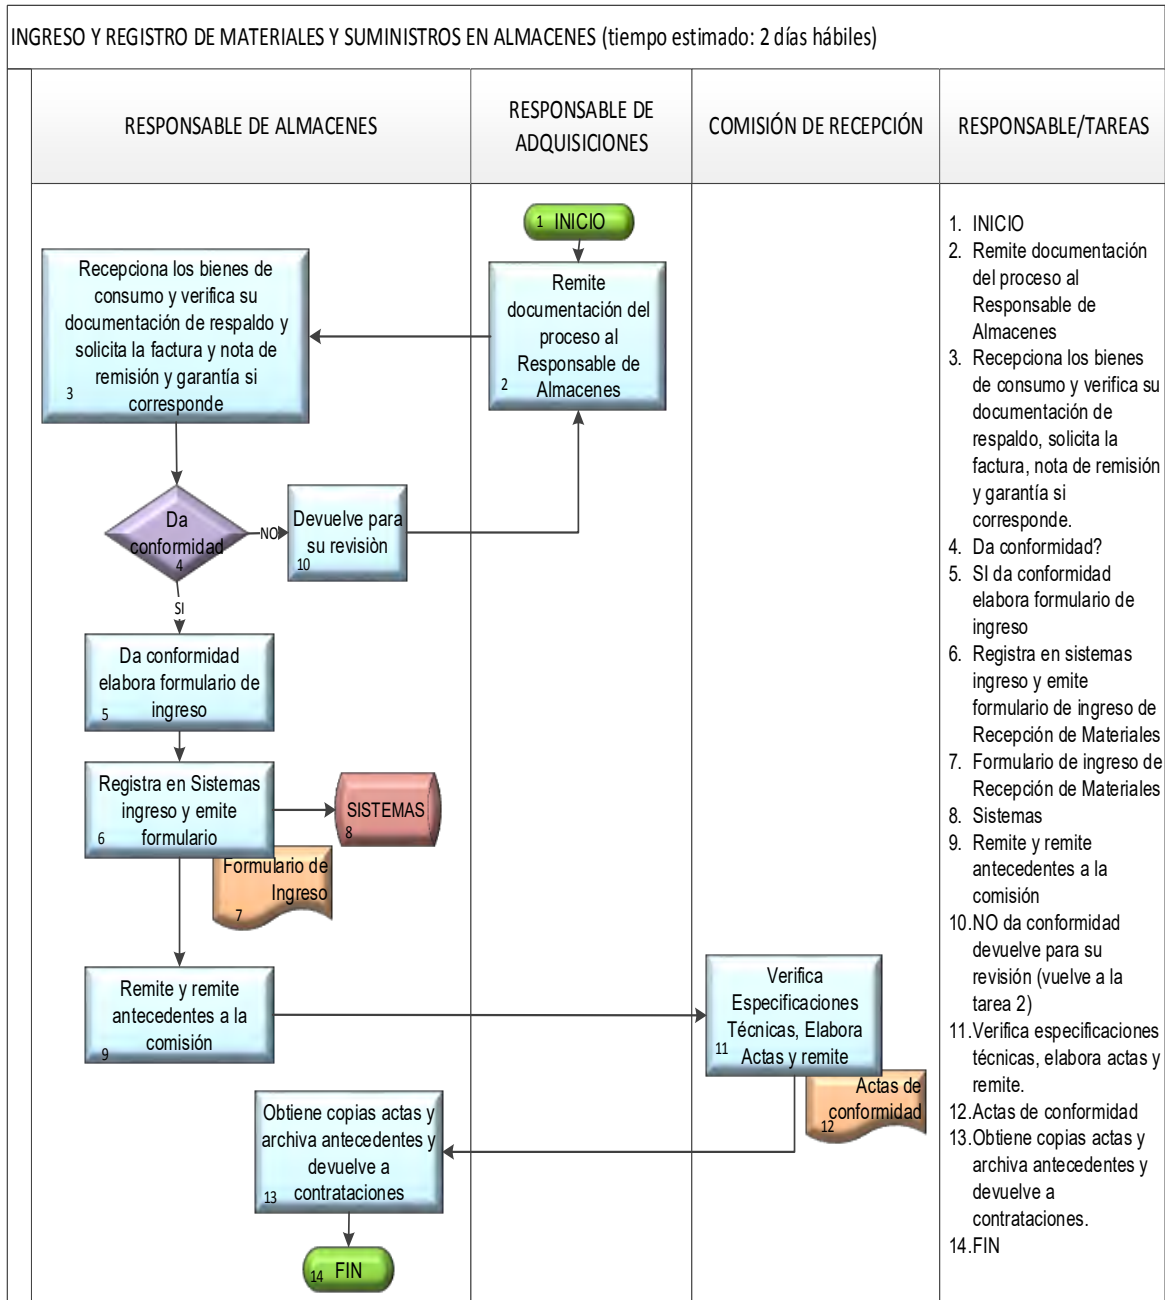 INGRESO Y REGISTRO DE MATERIALES Y SUMINISTROS EN ALMACENES (tiempo estimado: 2 días hábiles)
RESPONSABLE DE ALMACENES
RESPONSABLE DE
ADQUISICIONES
COMISIÓN DE RECEPCIÓN
RESPONSABLE/TAREAS
1 INICIO
Remite
documentación del
proceso al
Responsable de
Almacenes
2
Recepciona los bienes de
consumo y verifica su
documentación de respaldo y
solicita la factura y nota de
remisión y garantía si
corresponde
3
Da
conformidad
4
NO
Devuelve para
su revisiòn
10
SI
Da conformidad
elabora formulario de
ingreso
5
Registra en Sistemas
ingreso y emite
formulario
6
SISTEMAS
8
Formulario de
Ingreso
7
Remite y remite
antecedentes a la
comisión
9
Verifica
Especificaciones
Técnicas, Elabora
Actas y remite
11
Actas de
conformidad
12
Obtiene copias actas y
archiva antecedentes y
devuelve a
contrataciones
13
14 FIN
1. INICIO
2. Remite documentación
del proceso al
Responsable de
Almacenes
3. Recepciona los bienes
de consumo y verifica su
documentación de
respaldo, solicita la
factura, nota de remisión
y garantía si
corresponde.
4. Da conformidad?
5. SI da conformidad
elabora formulario de
ingreso
6. Registra en sistemas
ingreso y emite
formulario de ingreso de
Recepción de Materiales
7. Formulario de ingreso de
Recepción de Materiales
8. Sistemas
9. Remite y remite
antecedentes a la
comisión
10.NO da conformidad
devuelve para su
revisión (vuelve a la
tarea 2)
11.Verifica especificaciones
técnicas, elabora actas y
remite.
12.Actas de conformidad
13.Obtiene copias actas y
archiva antecedentes y
devuelve a
contrataciones.
14.FIN